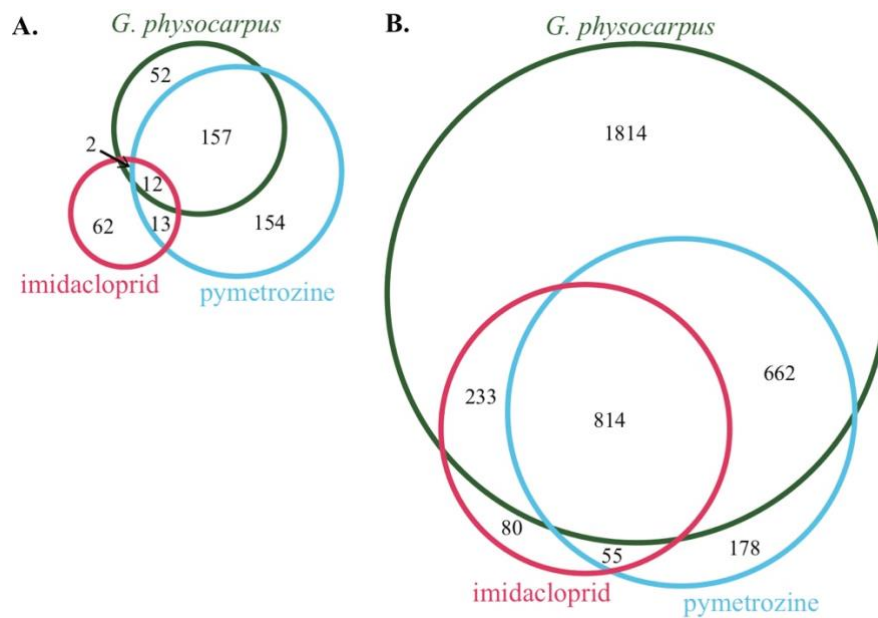 A.
G. physocarpus
52
157
2
12
62
13
154
imidacloprid
pymetrozine
B.
G. physocarpus
1814
662
233
814
80
55
178
imidacloprid
pymetrozine